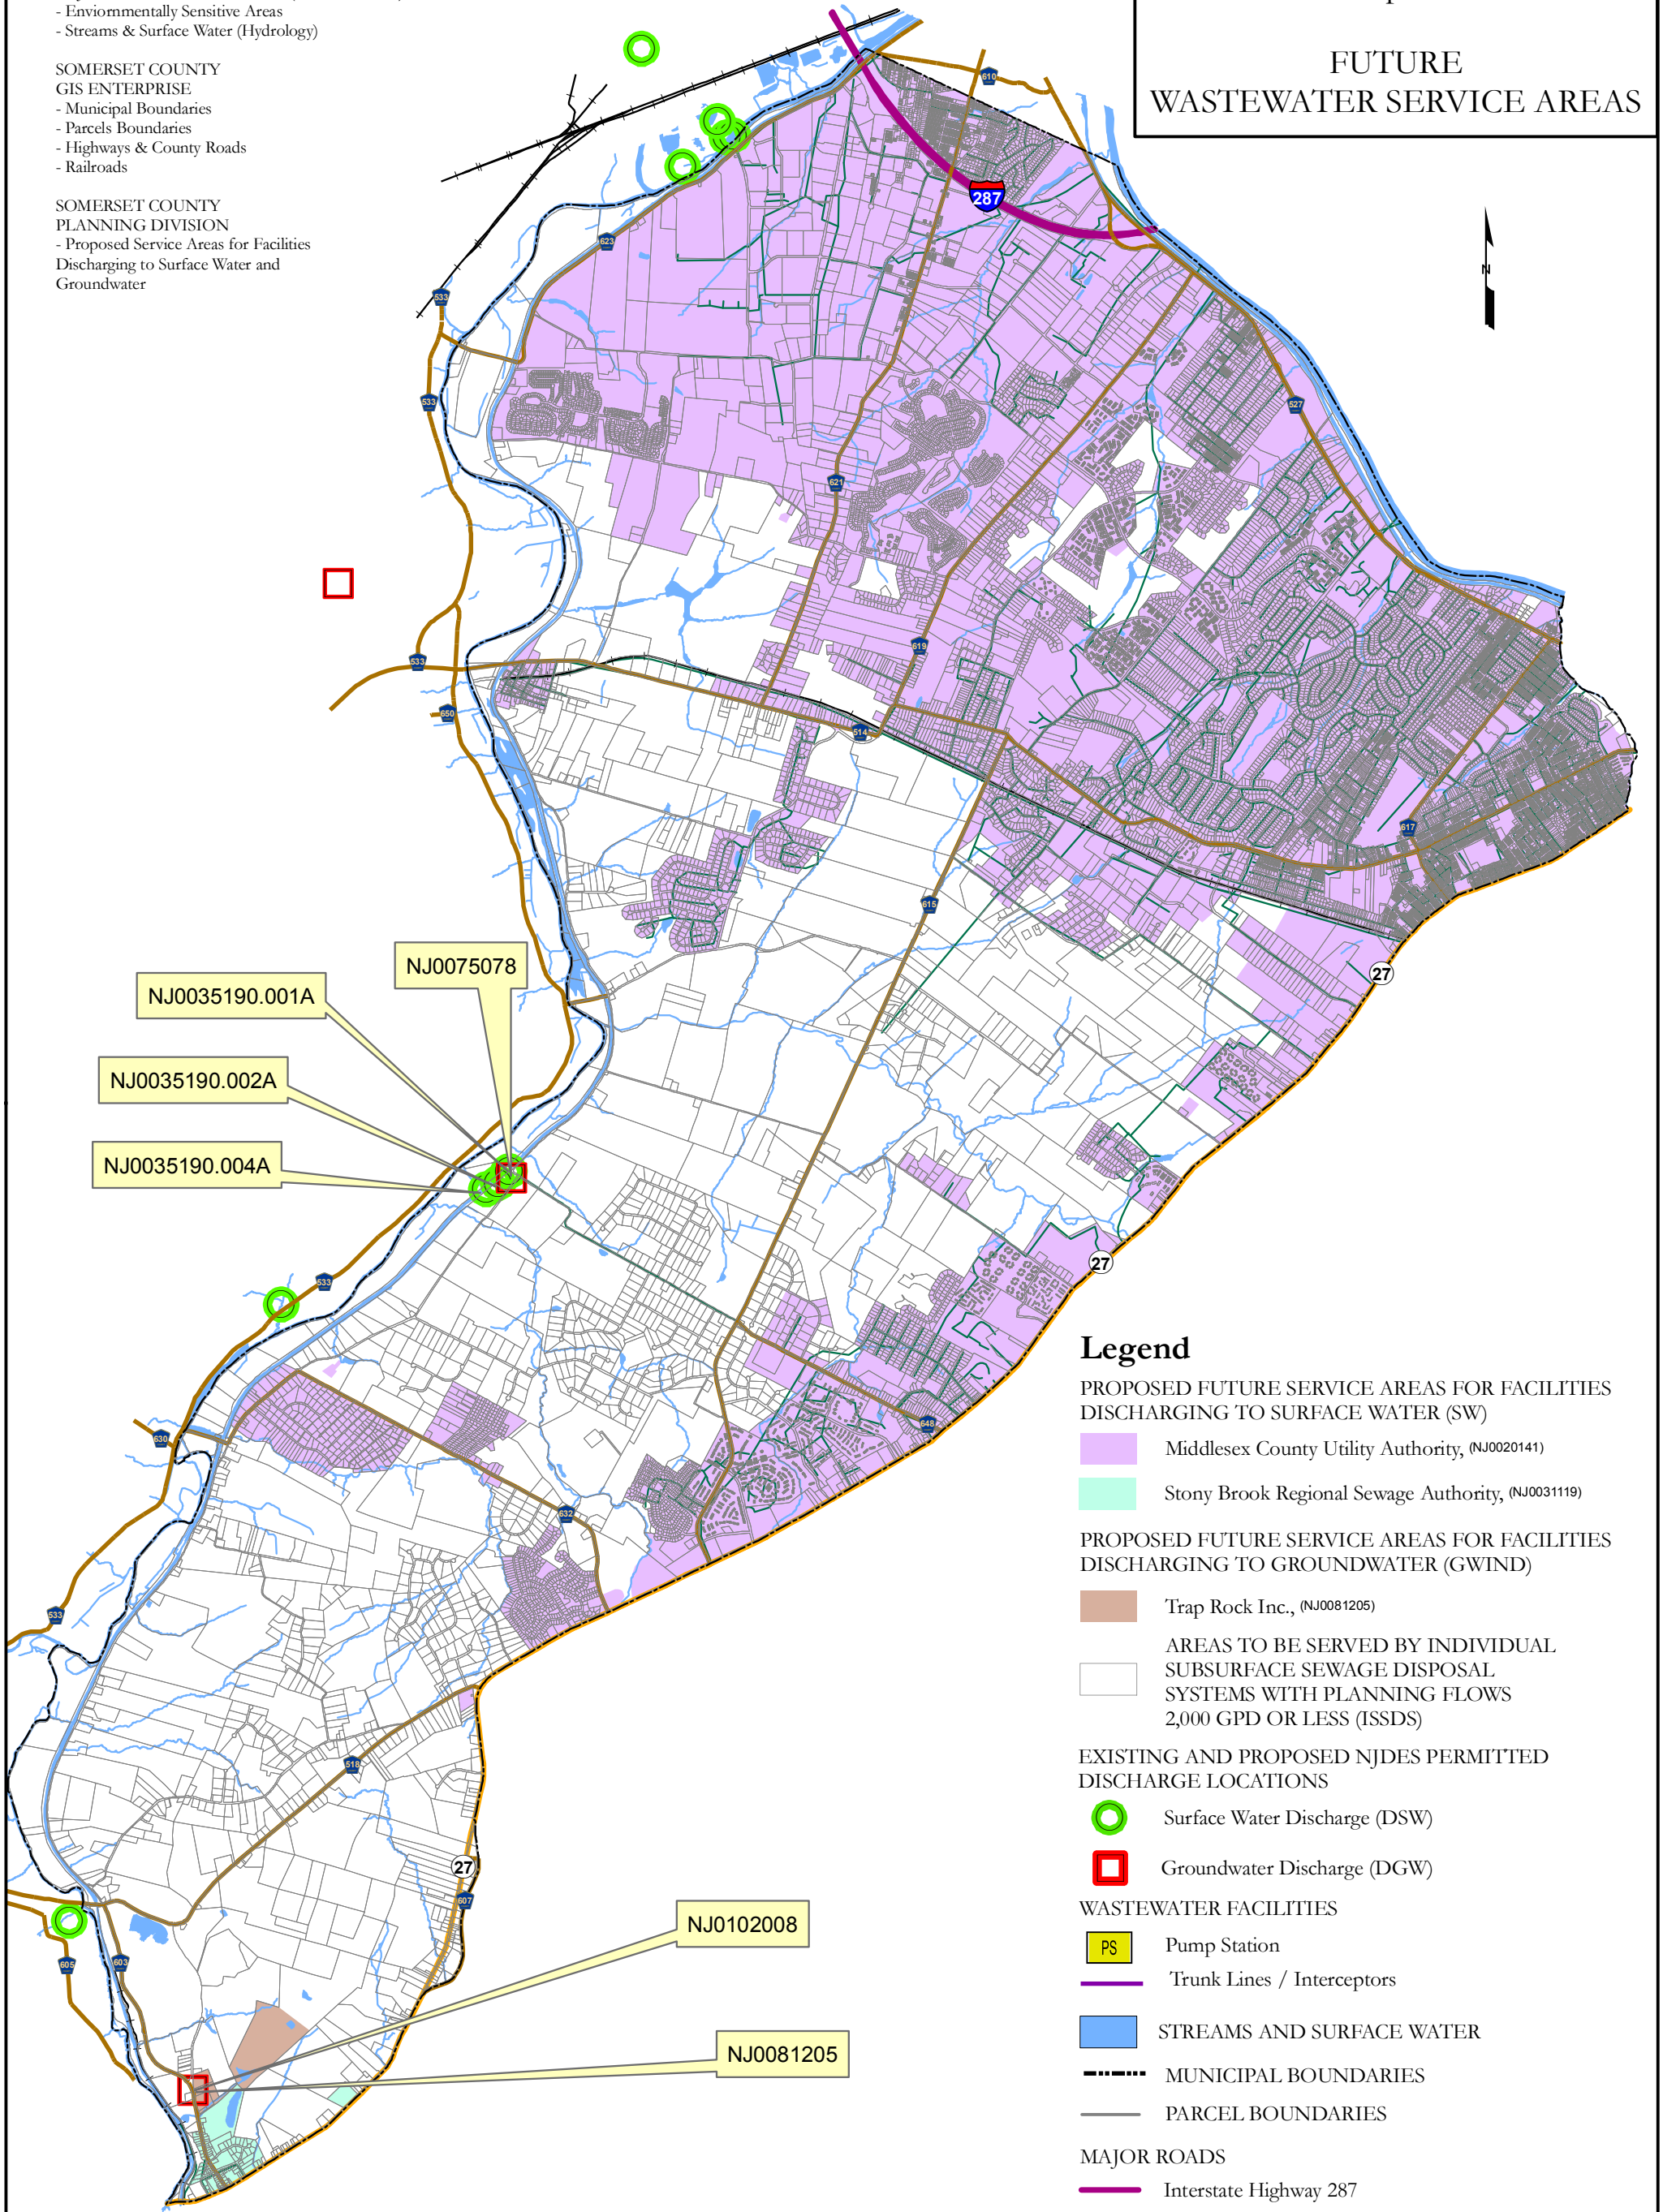 - Enviornmentally Sensitive Areas
- Streams & Surface Water (Hydrology)
SOMERSET COUNTY
GIS ENTERPRISE
- Municipal Boundaries
- Parcels Boundaries
- Highways & County Roads
- Railroads
SOMERSET COUNTY
PLANNING DIVISION
- Proposed Service Areas for Facilities
Discharging to Surface Water and
Groundwater
FUTURE
WASTEWATER SERVICE AREAS
N
610
287
623
533
533
527
621
619
533
650
514
617
615
27
NJ0075078
NJ0035190.001A
NJ0035190.002A
NJ0035190.004A
27
533
648
630
632
533
518
27
607
605
603
NJ0102008
NJ0081205
Legend
PROPOSED FUTURE SERVICE AREAS FOR FACILITIES
DISCHARGING TO SURFACE WATER (SW)
Middlesex County Utility Authority, (NJ0020141)
Stony Brook Regional Sewage Authority, (NJ0031119)
PROPOSED FUTURE SERVICE AREAS FOR FACILITIES
DISCHARGING TO GROUNDWATER (GWIND)
Trap Rock Inc., (NJ0081205)
AREAS TO BE SERVED BY INDIVIDUAL
SUBSURFACE SEWAGE DISPOSAL
SYSTEMS WITH PLANNING FLOWS
2,000 GPD OR LESS (ISSDS)
EXISTING AND PROPOSED NJDES PERMITTED
DISCHARGE LOCATIONS
Surface Water Discharge (DSW)
Groundwater Discharge (DGW)
WASTEWATER FACILITIES
PS Pump Station
Trunk Lines / Interceptors
STREAMS AND SURFACE WATER
MUNICIPAL BOUNDARIES
PARCEL BOUNDARIES
MAJOR ROADS
Interstate Highway 287